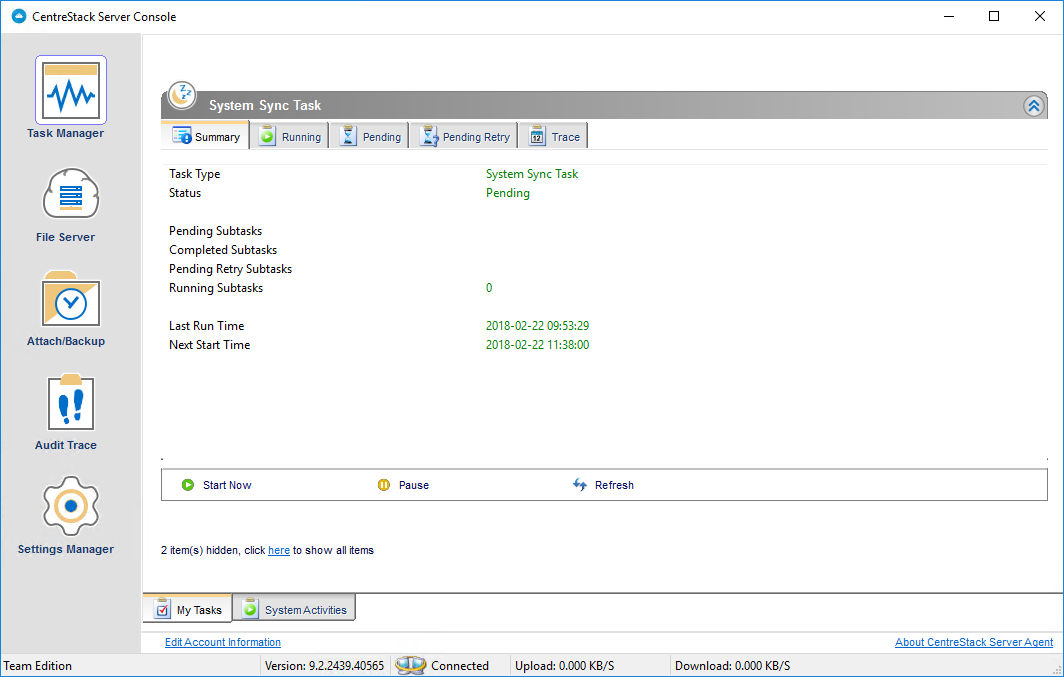 CentreStack Server Console
Task Manager
File Server
Attach/Backup
Audit Trace
Settings Manager
System Sync Task
Summary Running Pending Pending Retry 12 Trace
Task Type System Sync Task
Status Pending
Pending Subtasks
Completed Subtasks
Pending Retry Subtasks
Running Subtasks 0
Last Run Time 2018-02-22 09:53:29
Next Start Time 2018-02-22 11:38:00
Start Now Pause Refresh
2 item(s) hidden, click here to show all items
My Tasks System Activities
Edit Account Information About CentreStack Server Agent
Team Edition Version: 9.2.2439.40565 Connected Upload: 0.000 KB/S Download: 0.000 KB/S